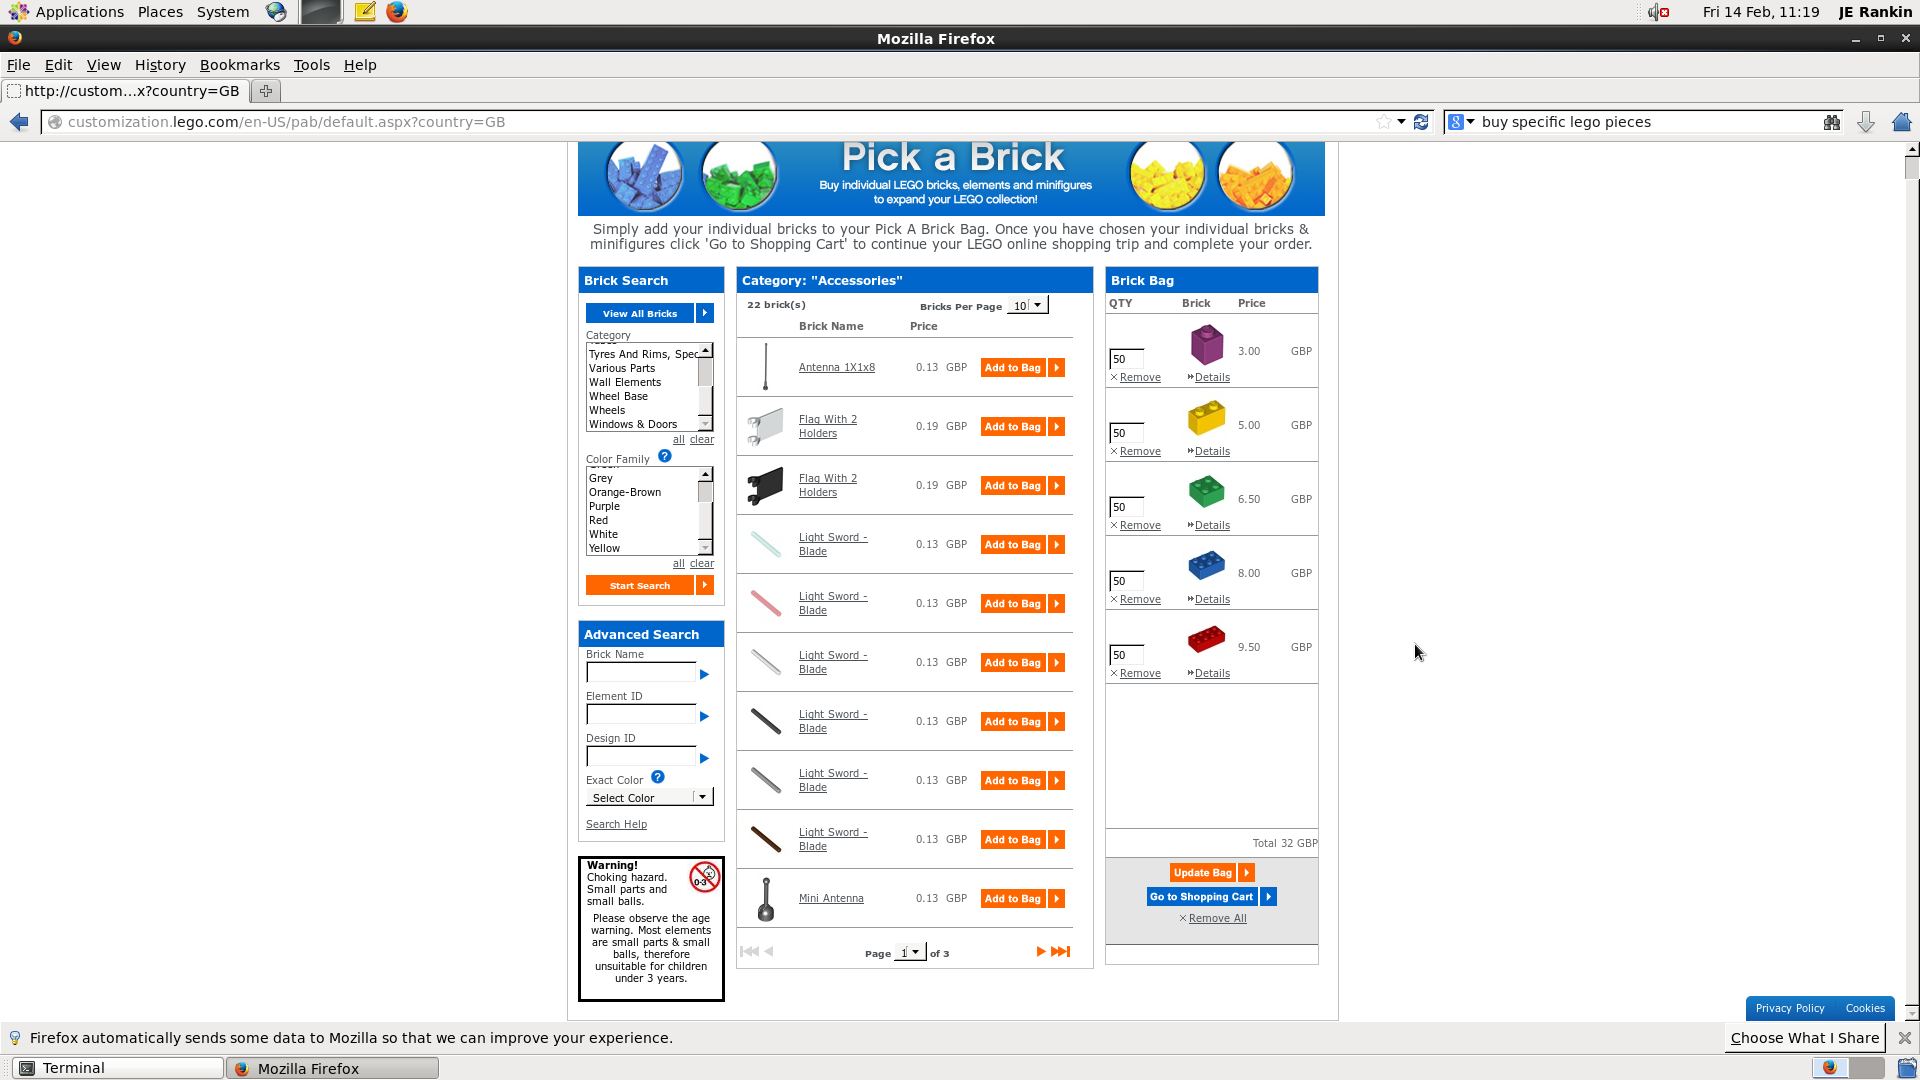 Applications Places System
Fri 14 Feb, 11:19 JE Rankin
Mozilla Firefox
File Edit View History Bookmarks Tools Help
http://custom...x?country=GB
customization.lego.com/en-US/pab/default.aspx?country=GB
buy specific lego pieces
Pick a Brick
Buy individual LEGO bricks, elements and minifigures
to expand your LEGO collection!
Simply add your individual bricks to your Pick A Brick Bag. Once you have chosen your individual bricks &
minifigures click 'Go to Shopping Cart' to continue your LEGO online shopping trip and complete your order.
Brick Search
View All Bricks
Category
Tyres And Rims, Spec
Various Parts
Wall Elements
Wheel Base
Wheels
Windows & Doors
all clear
Color Family ?
Grey
Orange-Brown
Purple
Red
White
Yellow
all clear
Start Search
Advanced Search
Brick Name
Element ID
Design ID
Exact Color ?
Select Color
Search Help
Warning!
Choking hazard.
Small parts and
small balls.
0-3
Please observe the age
warning. Most elements
are small parts & small
balls, therefore
unsuitable for children
under 3 years.
Category: "Accessories"
22 brick(s) Bricks Per Page 10
Brick Name Price
Antenna 1X1x8 0.13 GBP Add to Bag
Flag With 2
Holders 0.19 GBP Add to Bag
Flag With 2
Holders 0.19 GBP Add to Bag
Light Sword -
Blade 0.13 GBP Add to Bag
Light Sword -
Blade 0.13 GBP Add to Bag
Light Sword -
Blade 0.13 GBP Add to Bag
Light Sword -
Blade 0.13 GBP Add to Bag
Light Sword -
Blade 0.13 GBP Add to Bag
Light Sword -
Blade 0.13 GBP Add to Bag
Mini Antenna 0.13 GBP Add to Bag
Page 1 of 3
Brick Bag
QTY Brick Price
50 3.00 GBP
Remove Details
50 5.00 GBP
Remove Details
50 6.50 GBP
Remove Details
50 8.00 GBP
Remove Details
50 9.50 GBP
Remove Details
Total 32 GBP
Update Bag
Go to Shopping Cart
Remove All
Privacy Policy Cookies
Firefox automatically sends some data to Mozilla so that we can improve your experience.
Choose What I Share
Terminal
Mozilla Firefox